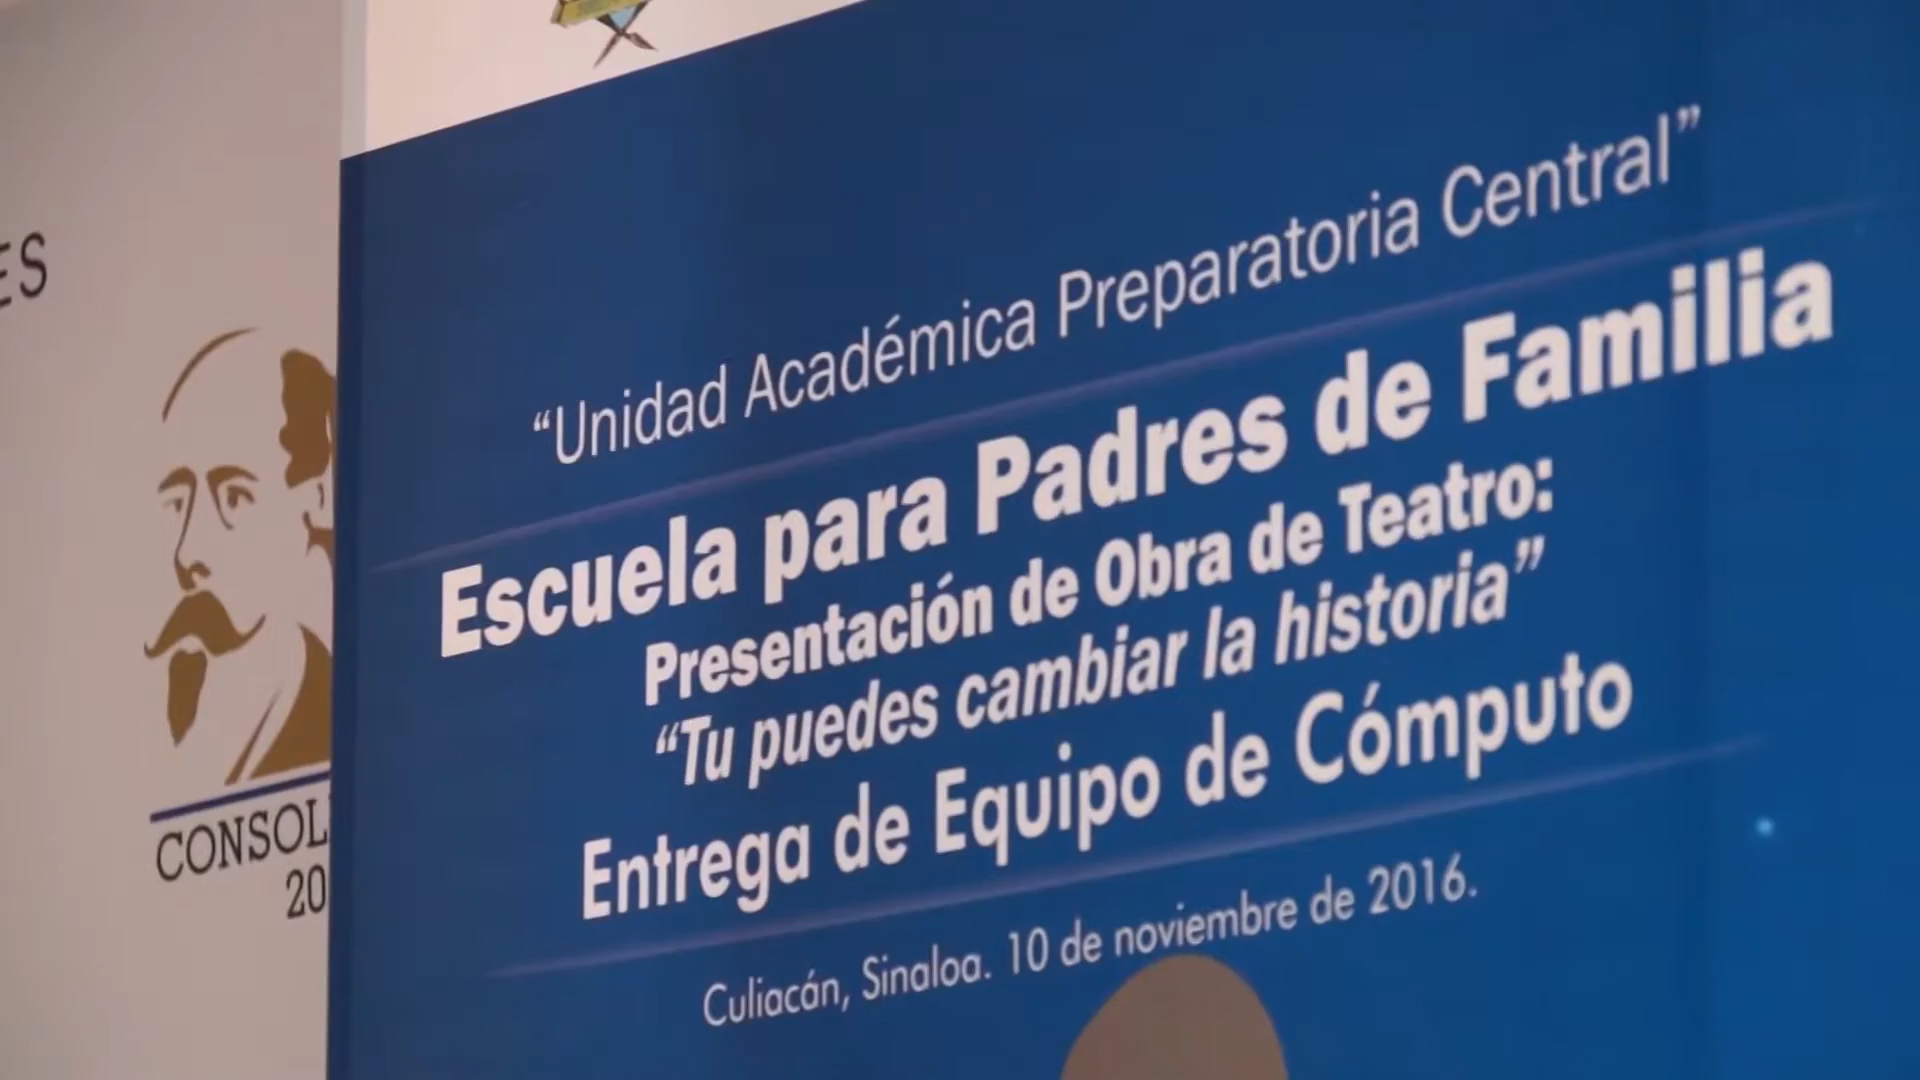 “Unidad Académica Preparatoria Central”
Escuela para Padres de Familia
Presentación de Obra de Teatro:
“Tu puedes cambiar la historia”
Entrega de Equipo de Cómputo
Culiacán, Sinaloa. 10 de noviembre de 2016.
ES
CONSOL
20